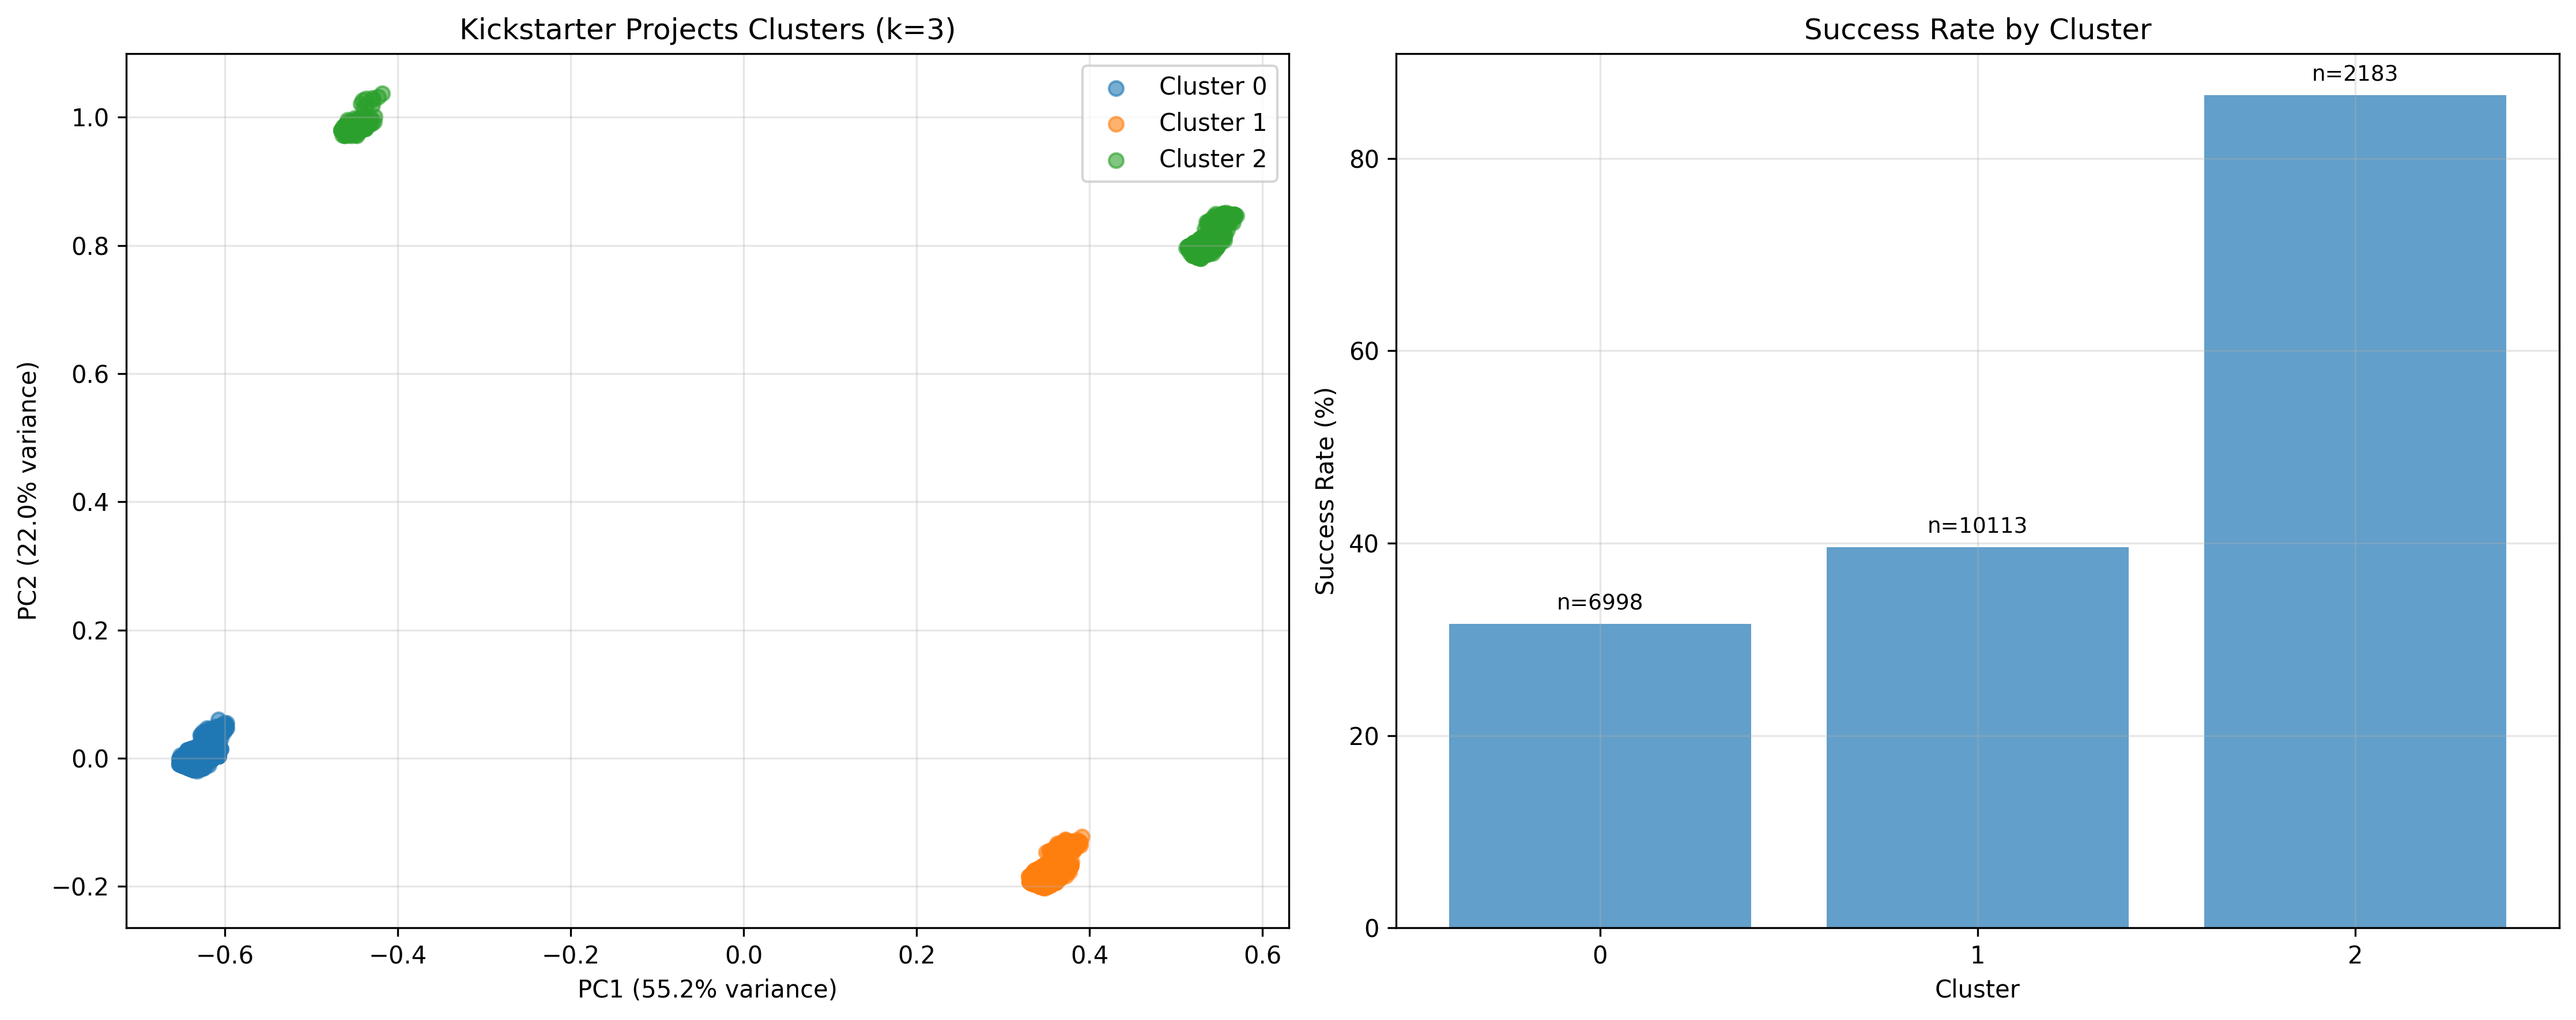 Kickstarter Projects Clusters (k=3)
Cluster 0
Cluster 1
Cluster 2
1.0
0.8
0.6
0.4
0.2
0.0
−0.2
PC2 (22.0% variance)
−0.6
−0.4
−0.2
0.0
0.2
0.4
0.6
PC1 (55.2% variance)
Success Rate by Cluster
n=2183
n=10113
n=6998
80
60
40
20
0
Success Rate (%)
0
1
2
Cluster